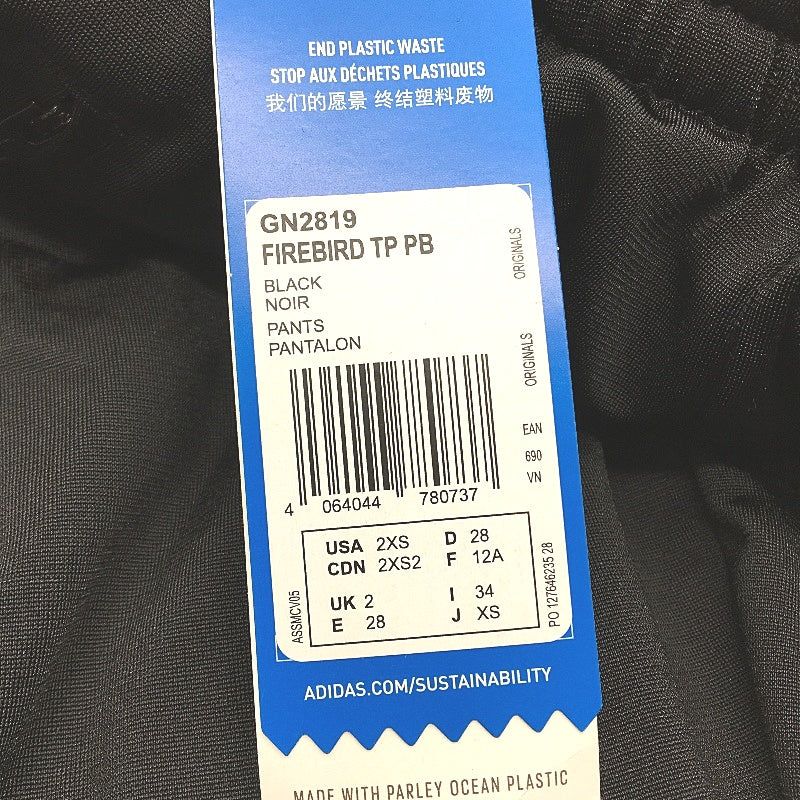 END PLASTIC WASTE
STOP AUX DÉCHETS PLASTIQUES
我们的愿景 终结塑料废物
GN2819
FIREBIRD TP PB
BLACK
NOIR
PANTS
PANTALON
ORIGINALS
ORIGINALS
EAN
690
VN
4 064044 780737
USA 2XS D 28
CDN 2XS2 F 12A
UK 2 I 34
E 28 J XS
ASSMCV05
PO 127646235 28
ADIDAS.COM/SUSTAINABILITY
MADE WITH PARLEY OCEAN PLASTIC